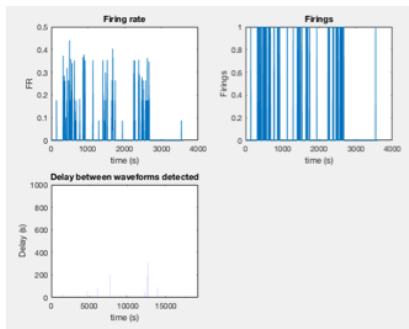 Firing rate
0.5
0.4
0.3
0.2
0.1
0
FR
0 1000 2000 3000 4000
time (s)
Firings
1
0.8
0.6
0.4
0.2
0
Firings
0 1000 2000 3000 4000
time (s)
Delay between waveforms detected
1000
800
600
400
200
0
Delay (s)
0 5000 10000 15000
time (s)